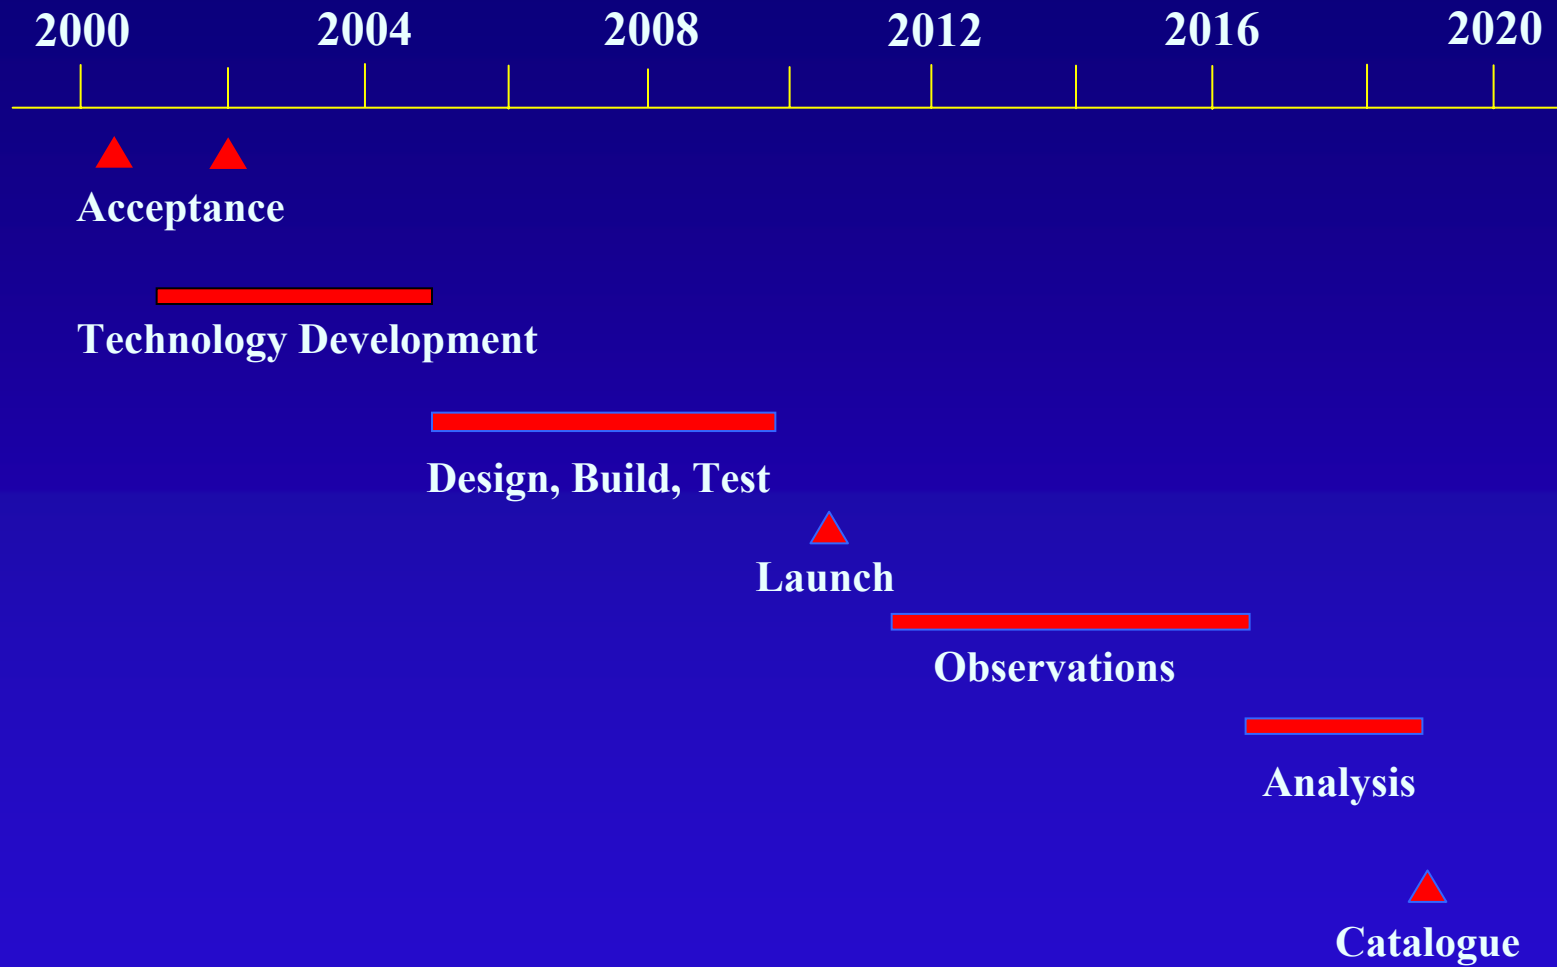 2000 2004 2008 2012 2016 2020
Acceptance
Technology Development
Design, Build, Test
Launch
Observations
Analysis
Catalogue